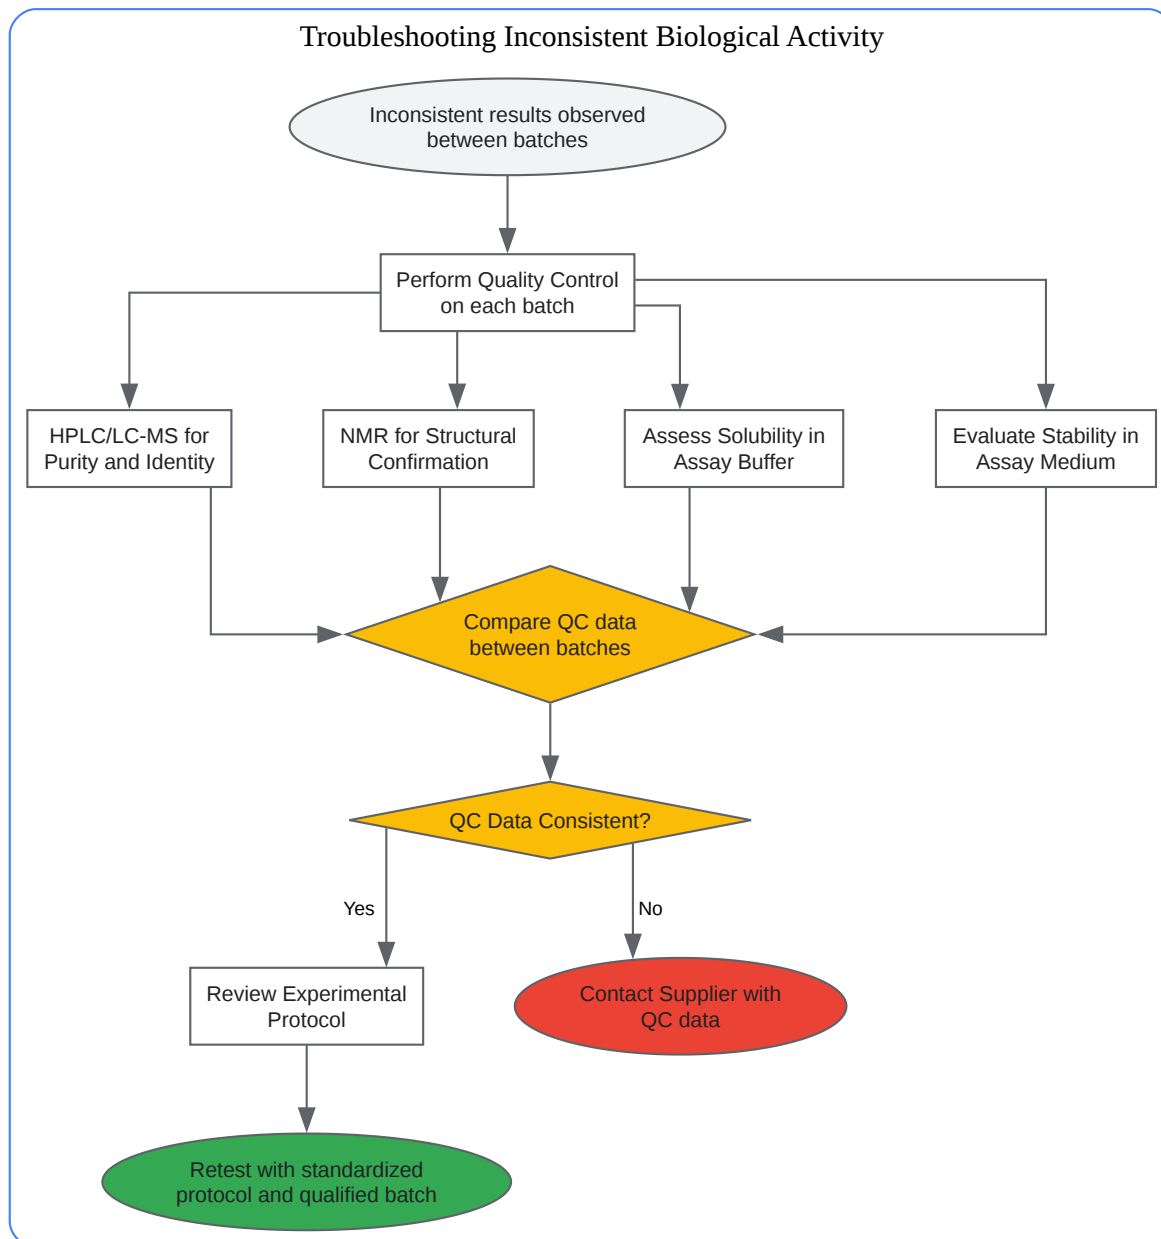 Troubleshooting Inconsistent Biological Activity
Inconsistent results observed
between batches
Perform Quality Control
on each batch
HPLC/LC-MS for
Purity and Identity
NMR for Structural
Confirmation
Assess Solubility in
Assay Buffer
Evaluate Stability in
Assay Medium
Compare QC data
between batches
QC Data Consistent?
Yes
No
Review Experimental
Protocol
Contact Supplier with
QC data
Retest with standardized
protocol and qualified batch